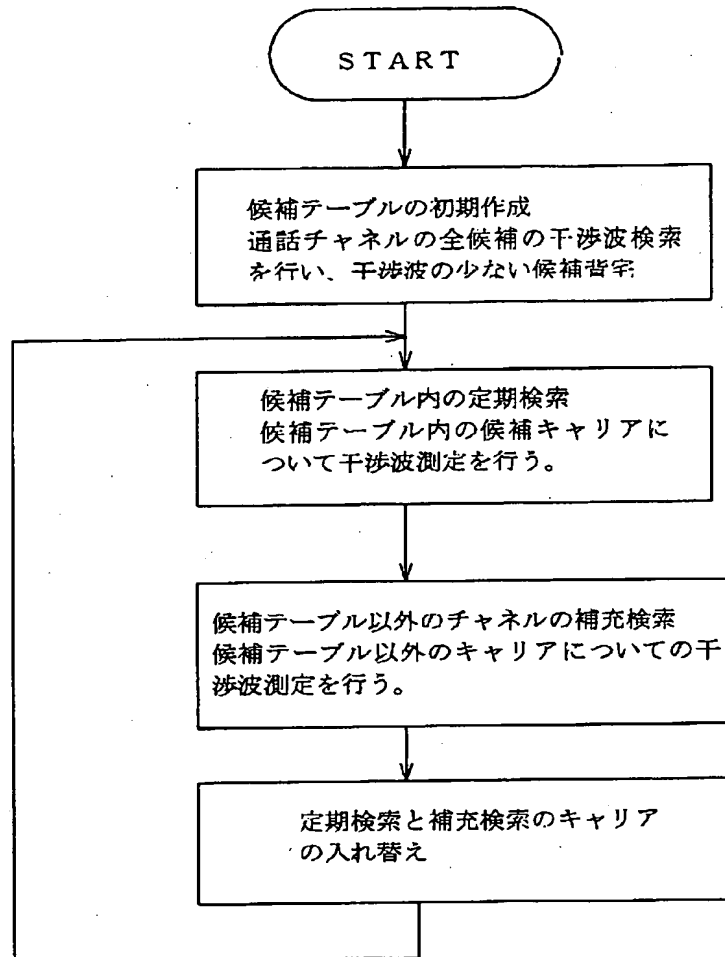 START
候補テーブルの初期作成
通話チャネルの全候補の干渉波検索
を行い、干渉波の少ない候補背宅
候補テーブル内の定期検索
候補テーブル内の候補キャリアに
ついて干渉波測定を行う。
候補テーブル以外のチャネルの補充検索
候補テーブル以外のキャリアについての干
渉波測定を行う。
定期検索と補充検索のキャリア
の入れ替え